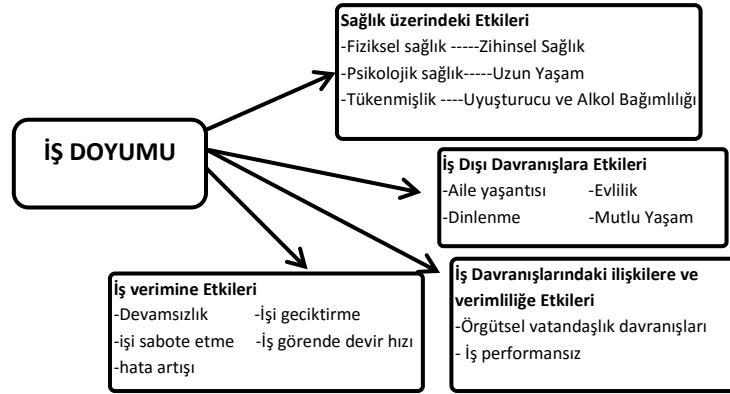 Sağlık üzerindeki Etkileri
-Fiziksel sağlık -----Zihinsel Sağlık
-Psikolojik sağlık-----Uzun Yaşam
-Tükenmişlik ----Uyuşturucu ve Alkol Bağımlılığı
İŞ DOYUMU
İş Dışı Davranışlara Etkileri
-Aile yaşantısı -Evlilik
-Dinlenme -Mutlu Yaşam
İş verimine Etkileri
-Devamsızlık -İşi geciktirme
-işi sabote etme -İş görende devir hızı
-hata artışı
İş Davranışlarındaki ilişkilere ve
verimliliğe Etkileri
-Örgütsel vatandaşlık davranışları
- İş performansız